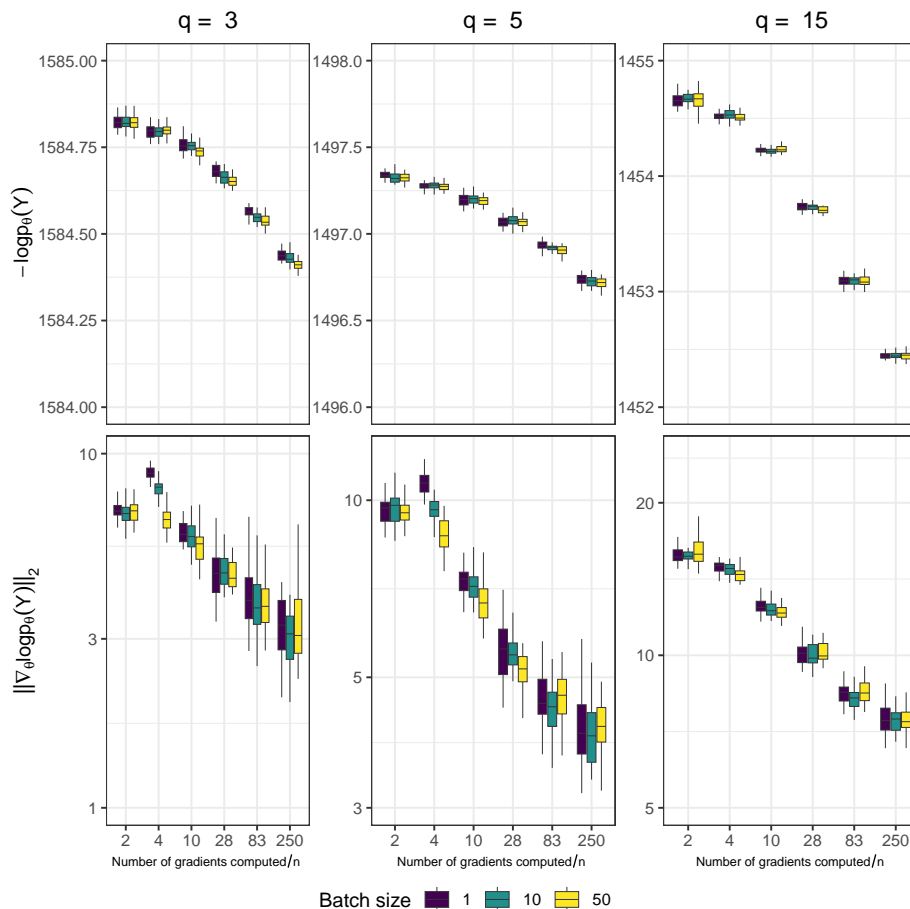 q = 3
q = 5
q = 15
1585.00
1584.75
1584.50
1584.25
1584.00
1498.0
1497.5
1497.0
1496.5
1496.0
1455
1454
1453
1452
−logpθ(Y)
10
3
1
10
5
3
20
10
5
||∇θlogpθ(Y)||2
2 4 10 28 83 250
2 4 10 28 83 250
2 4 10 28 83 250
Number of gradients computed/n
Number of gradients computed/n
Number of gradients computed/n
Batch size 1 10 50